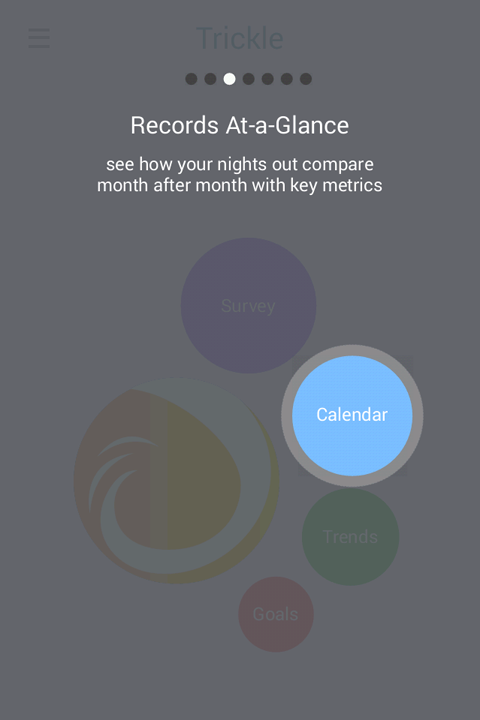 Trickle
Records At-a-Glance
see how your nights out compare
month after month with key metrics
Survey
Calendar
Trends
Goals